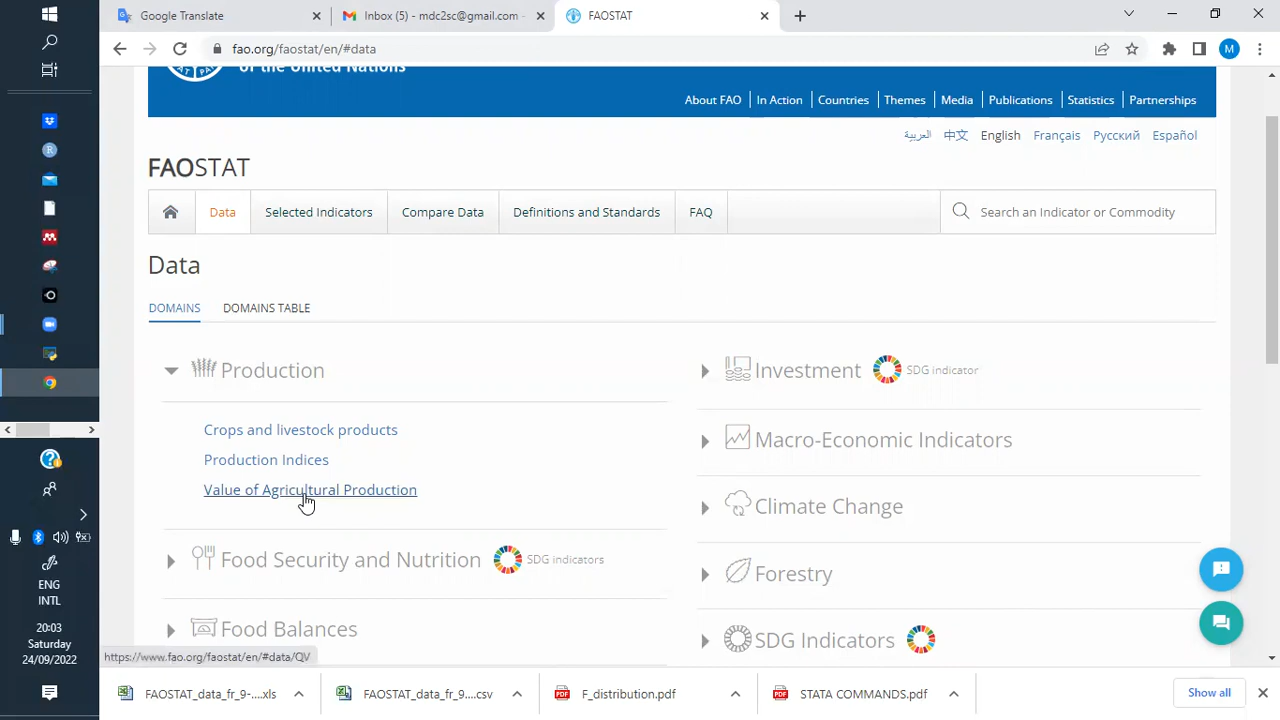 Google Translate
Inbox (5) - mdc2sc@gmail.com -
FAOSTAT
fao.org/faostat/en/#data
M
of the United Nations
About FAO
In Action
Countries
Themes
Media
Publications
Statistics
Partnerships
العربية
中文
English
Français
Русский
Español
FAOSTAT
Data
Selected Indicators
Compare Data
Definitions and Standards
FAQ
Search an Indicator or Commodity
Data
DOMAINS
DOMAINS TABLE
Production
Crops and livestock products
Production Indices
Value of Agricultural Production
Food Security and Nutrition
SDG indicators
Food Balances
Investment
SDG indicator
Macro-Economic Indicators
Climate Change
Forestry
SDG Indicators
https://www.fao.org/faostat/en/#data/QV
ENG
INTL
20:03
Saturday
24/09/2022
FAOSTAT_data_fr_9-....xls
FAOSTAT_data_fr_9....csv
F_distribution.pdf
STATA COMMANDS.pdf
Show all